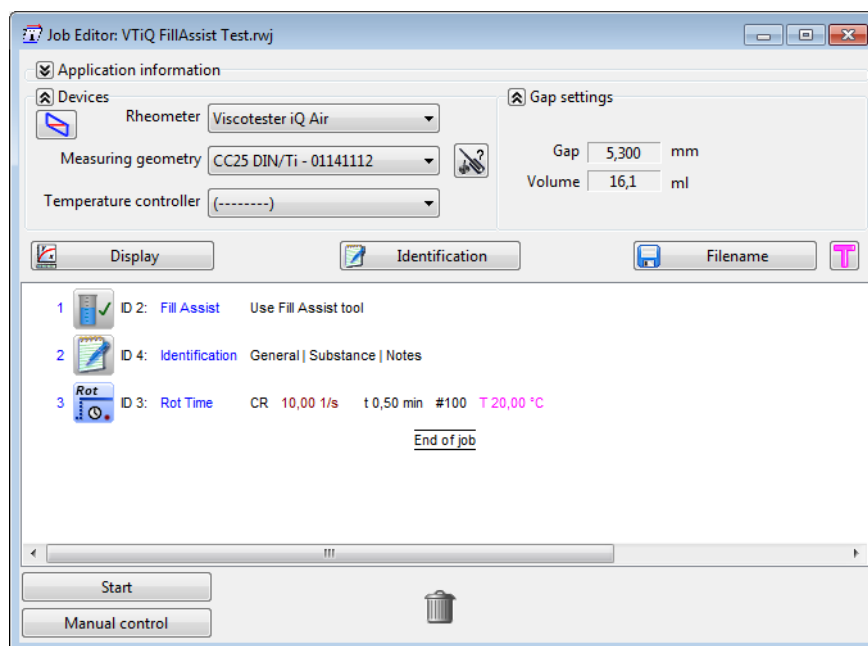 Job Editor: VTiQ FillAssist Test.rwj
Application information
Devices
Rheometer Viscotester iQ Air
Measuring geometry CC25 DIN/Ti - 01141112
Temperature controller (--------)
Gap settings
Gap 5,300 mm
Volume 16,1 ml
Display Identification Filename T
1 ID 2: Fill Assist Use Fill Assist tool
2 ID 4: Identification General | Substance | Notes
3 Rot ID 3: Rot Time CR 10,00 1/s t 0,50 min #100 T 20,00 °C
End of job
Start
Manual control